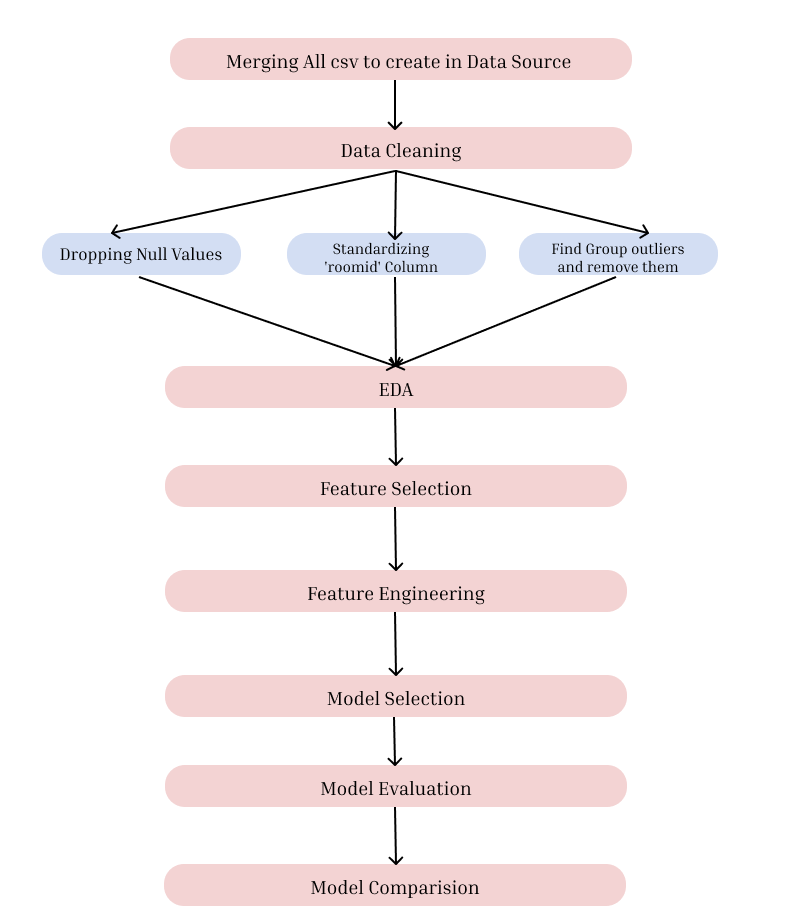 Merging All csv to create in Data Source
Data Cleaning
Dropping Null Values
Standardizing
'roomid' Column
Find Group outliers
and remove them
EDA
Feature Selection
Feature Engineering
Model Selection
Model Evaluation
Model Comparision